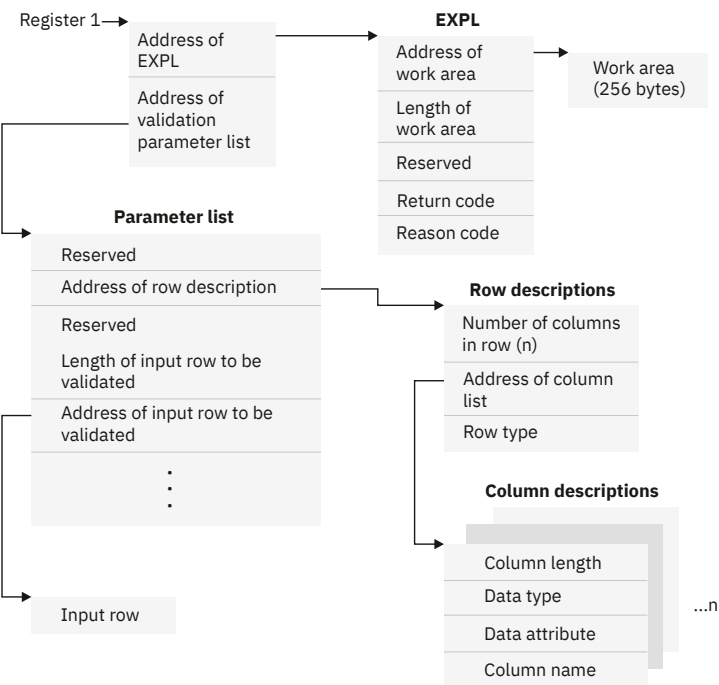 Register 1
Address of
EXPL
Address of
validation
parameter list
EXPL
Address of
work area
Length of
work area
Reserved
Return code
Reason code
Work area
(256 bytes)
Parameter list
Reserved
Address of row description
Reserved
Length of input row to be
validated
Address of input row to be
validated
.
.
.
Input row
Row descriptions
Number of columns
in row (n)
Address of column
list
Row type
Column descriptions
Column length
Data type
Data attribute
Column name
...n